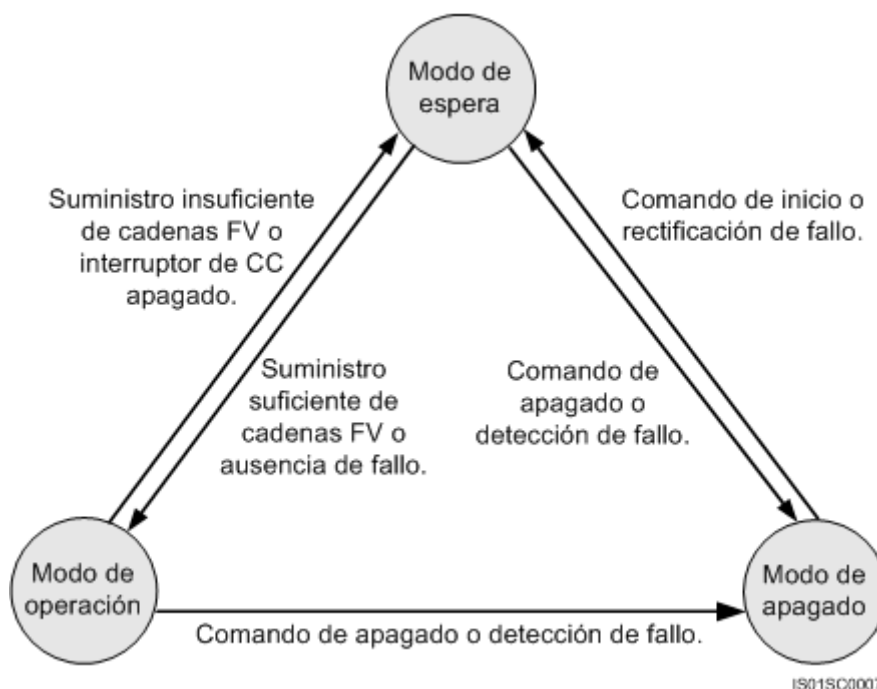 Modo de
espera
Suministro insuficiente
de cadenas FV o
interruptor de CC
apagado.
Comando de inicio o
rectificación de fallo.
Suministro
suficiente de
cadenas FV o
ausencia de fallo.
Comando de
apagado o
detección de fallo.
Modo de
operación
Modo de
apagado
Comando de apagado o detección de fallo.
IS01SC0007